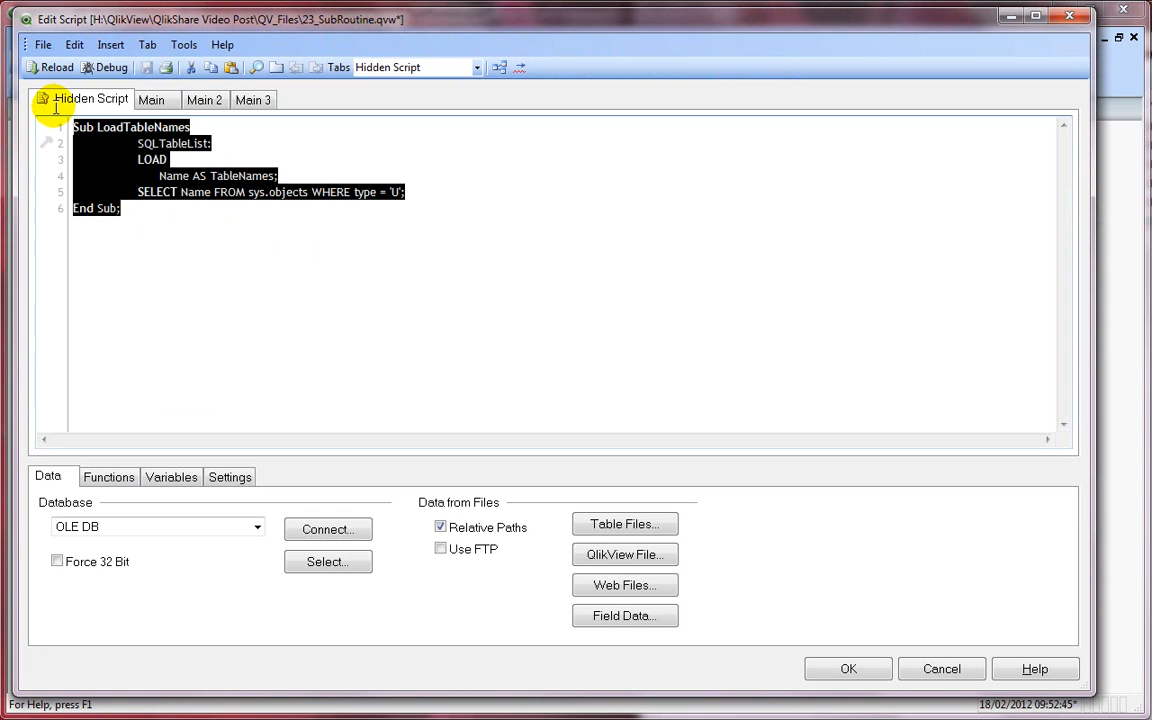 Edit Script [H:\QlikView\QlikShare Video Post\QV_Files\23_SubRoutine.qvw*]
File Edit Insert Tab Tools Help
Reload Debug Tabs Hidden Script
Hidden Script Main Main 2 Main 3
1 Sub LoadTableNames
2 SQLTableList:
3 LOAD
4 Name AS TableNames;
5 SELECT Name FROM sys.objects WHERE type = 'U';
6 End Sub;
Data Functions Variables Settings
Database Data from Files
OLE DB Connect... Relative Paths Table Files...
Force 32 Bit Select... Use FTP QlikView File...
Web Files...
Field Data...
OK Cancel Help
For Help, press F1 18/02/2012 09:52:45*